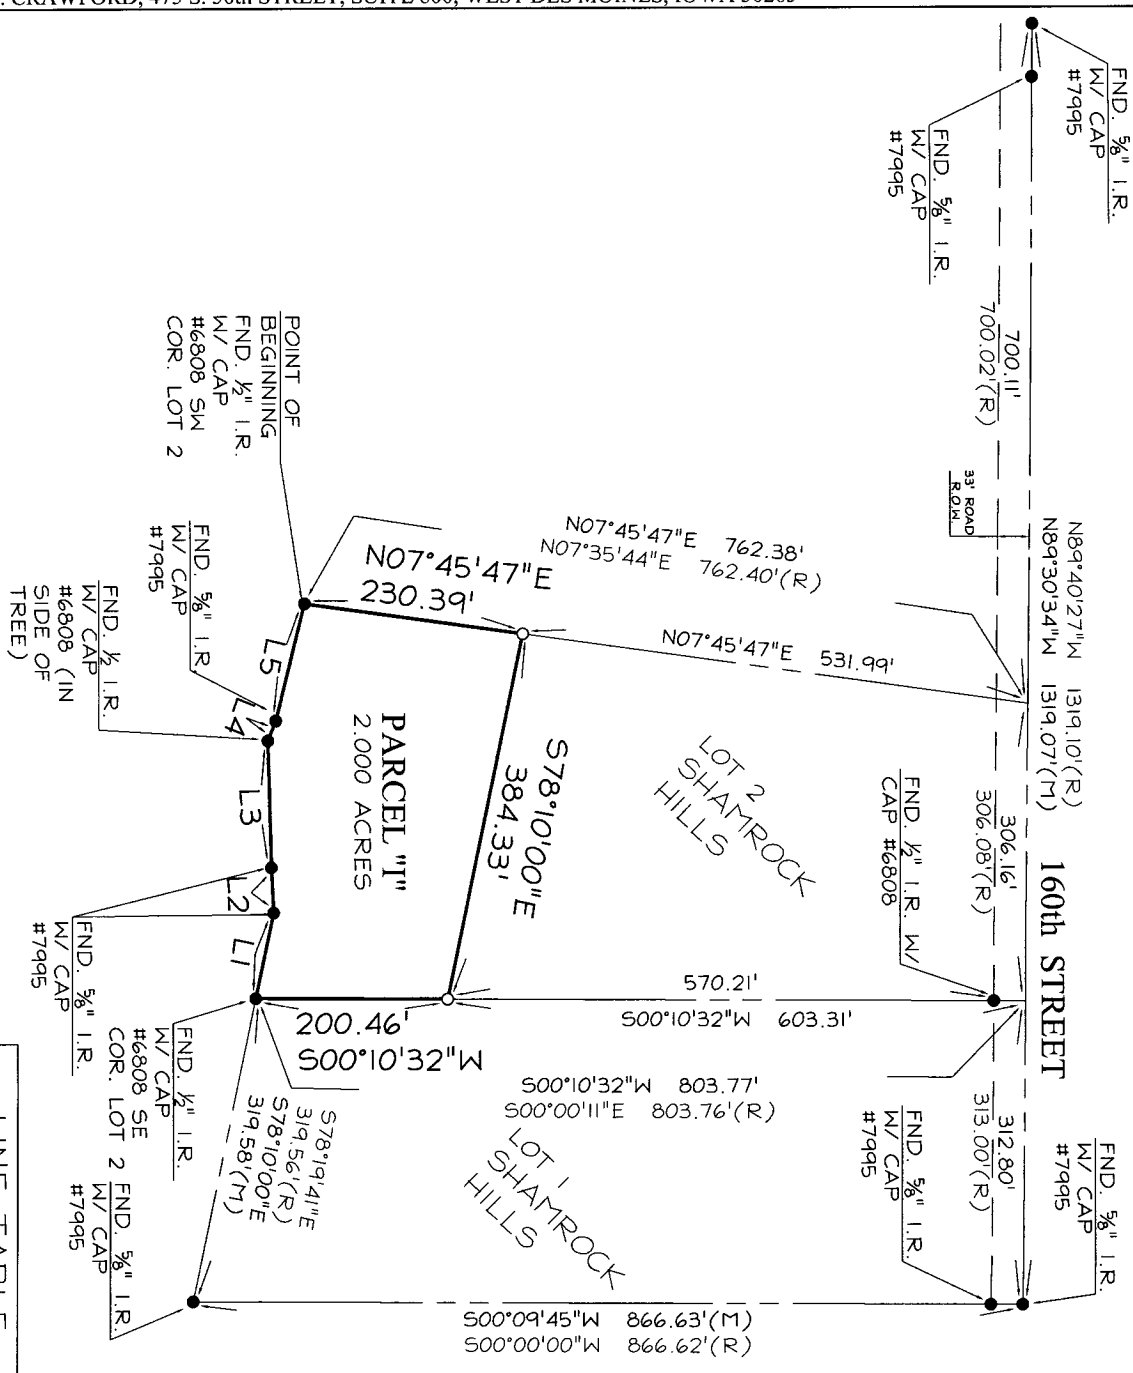 . CRAWFORD, 475 S. 50th STREET, SUITE 800, WEST DES MOINES, IOWA 50265
FND. ⅝" I.R.
W/ CAP
#7995
FND. ⅝" I.R.
W/ CAP
#7995
700.11'
700.02'(R)
33' ROAD
R.O.W.
N89°40'27"W 1319.10'(R)
N89°30'34"W 1319.07'(M)
160th STREET
306.16'
306.08'(R)
312.80'
313.00'(R)
FND. ⅝" I.R.
W/ CAP
#7995
FND. ⅝" I.R.
W/ CAP
#7995
FND. ½" I.R. W/
CAP #6808
POINT OF
BEGINNING
FND. ½" I.R.
W/ CAP
#6808 SW
COR. LOT 2
N07°45'47"E 762.38'
N07°35'44"E 762.40'(R)
N07°45'47"E
230.39'
N07°45'47"E 531.99'
LOT 2
SHAMROCK
HILLS
S78°10'00"E
384.33'
PARCEL "I"
2.000 ACRES
570.21'
S00°10'32"W 603.31'
200.46'
S00°10'32"W
S00°10'32"W 803.77'
S00°00'11"E 803.76'(R)
LOT 1
SHAMROCK
HILLS
L5
L4
L3
L2
L1
FND. ⅝" I.R.
W/ CAP
#7995
FND. ½ I.R.
W/ CAP
#6808 (IN
SIDE OF
TREE)
FND. ⅝" I.R.
W/ CAP
#7995
FND. ½" I.R.
W/ CAP
#6808 SE
COR. LOT 2
S78°19'41"E
319.56'(R)
S78°10'00"E
319.58'(M)
FND. ⅝" I.R.
W/ CAP
#7995
S00°09'45"W 866.63'(M)
S00°00'00"W 866.62'(R)
LINE TABLE